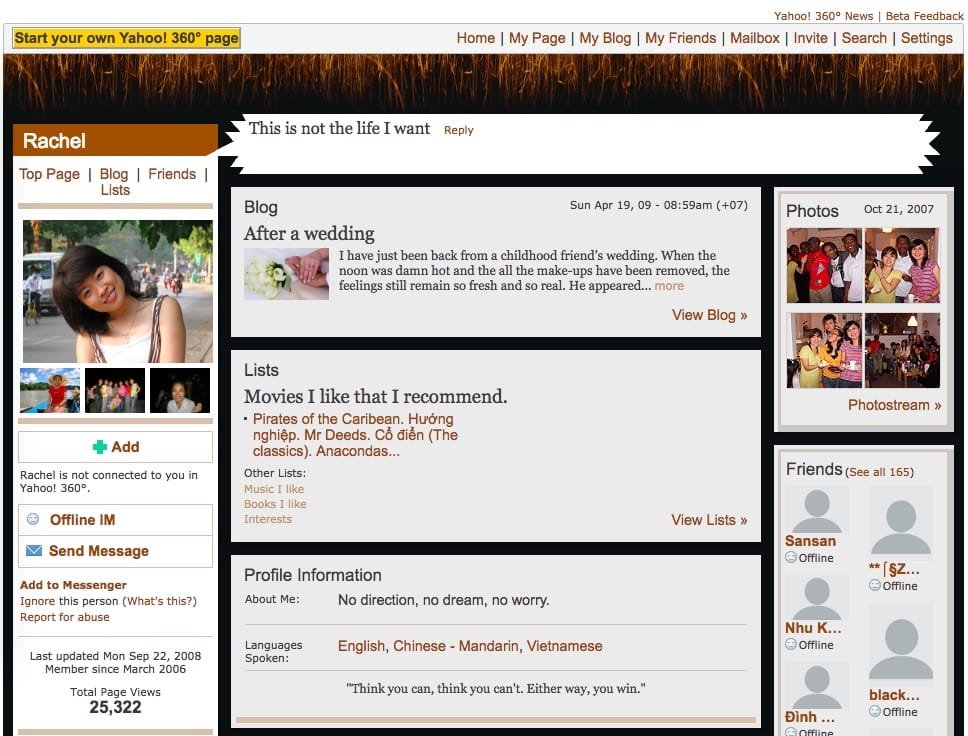 Yahoo! 360° News | Beta Feedback
Start your own Yahoo! 360° page
Home | My Page | My Blog | My Friends | Mailbox | Invite | Search | Settings
Rachel
Top Page | Blog | Friends |
Lists
Add
Rachel is not connected to you in
Yahoo! 360°.
Offline IM
Send Message
Add to Messenger
Ignore this person (What's this?)
Report for abuse
Last updated Mon Sep 22, 2008
Member since March 2006
Total Page Views
25,322
This is not the life I want Reply
Blog Sun Apr 19, 09 - 08:59am (+07)
After a wedding
I have just been back from a childhood friend's wedding. When the
noon was damn hot and the all the make-ups have been removed, the
feelings still remain so fresh and so real. He appeared... more
View Blog »
Lists
Movies I like that I recommend.
Pirates of the Caribean. Hướng
nghiệp. Mr Deeds. Cổ điển (The
classics). Anacondas...
Other Lists:
Music I like
Books I like
Interests
View Lists »
Profile Information
About Me: No direction, no dream, no worry.
Languages
Spoken:
English, Chinese - Mandarin, Vietnamese
"Think you can, think you can't. Either way, you win."
Photos Oct 21, 2007
Photostream »
Friends (See all 165)
Sansan
Offline
**⌠§Z...
Offline
Nhu K...
Offline
black...
Offline
Đình ...
Offline